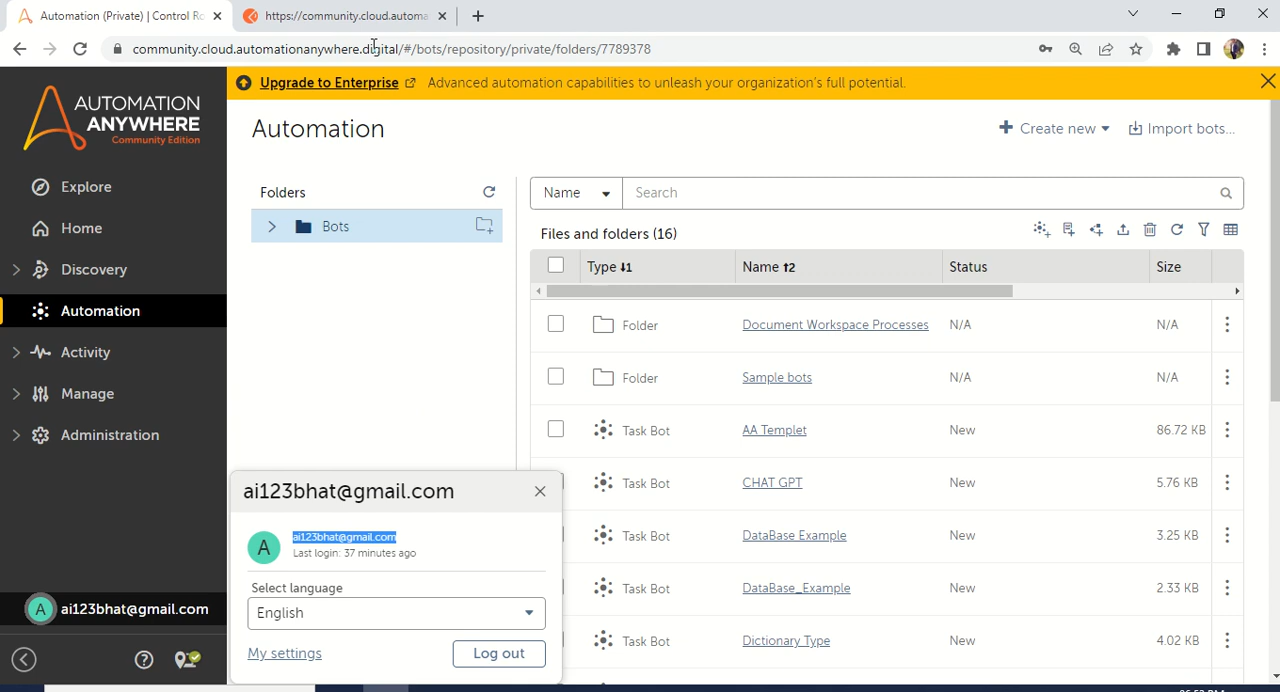 Automation (Private) | Control Ro
https://community.cloud.automa
community.cloud.automationanywhere.digital/#/bots/repository/private/folders/7789378
AUTOMATION
ANYWHERE
Community Edition
Upgrade to Enterprise Advanced automation capabilities to unleash your organization's full potential.
Automation
Create new
Import bots...
Explore
Home
Discovery
Automation
Activity
Manage
Administration
Folders
Bots
Name
Search
Files and folders (16)
Type Name Status Size
Folder Document Workspace Processes N/A N/A
Folder Sample bots N/A N/A
Task Bot AA Templet New 86.72 KB
Task Bot CHAT GPT New 5.76 KB
Task Bot DataBase Example New 3.25 KB
Task Bot DataBase_Example New 2.33 KB
Task Bot Dictionary Type New 4.02 KB
ai123bhat@gmail.com
A
ai123bhat@gmail.com
Last login: 37 minutes ago
Select language
English
My settings
Log out
A ai123bhat@gmail.com